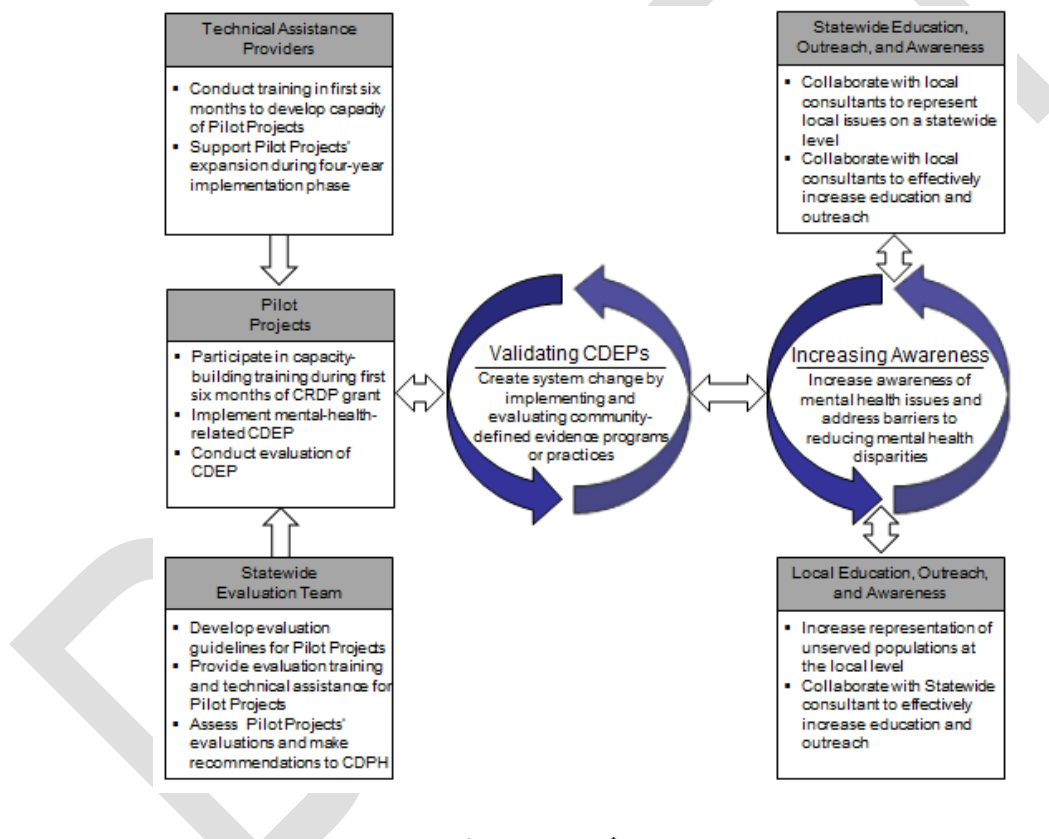 Technical Assistance
Providers
▪ Conduct training in first six
months to develop capacity
of Pilot Projects
▪ Support Pilot Projects'
expansion during four-year
implementation phase
Statewide Education,
Outreach, and Awareness
▪ Collaborate with local
consultants to represent
local issues on a statewide
level
▪ Collaborate with local
consultants to effectively
increase education and
outreach
Pilot
Projects
▪ Participate in capacity-
building training during first
six months of CRDP grant
▪ Implement mental-health-
related CDEP
▪ Conduct evaluation of
CDEP
Validating CDEPs
Create system change by
implementing and
evaluating community-
defined evidence programs
or practices
Increasing Awareness
Increase awareness of
mental health issues and
address barriers to
reducing mental health
disparities
Statewide
Evaluation Team
▪ Develop evaluation
guidelines for Pilot Projects
▪ Provide evaluation training
and technical assistance for
Pilot Projects
▪ Assess Pilot Projects'
evaluations and make
recommendations to CDPH
Local Education, Outreach,
and Awareness
▪ Increase representation of
unserved populations at
the local level
▪ Collaborate with Statewide
consultant to effectively
increase education and
outreach